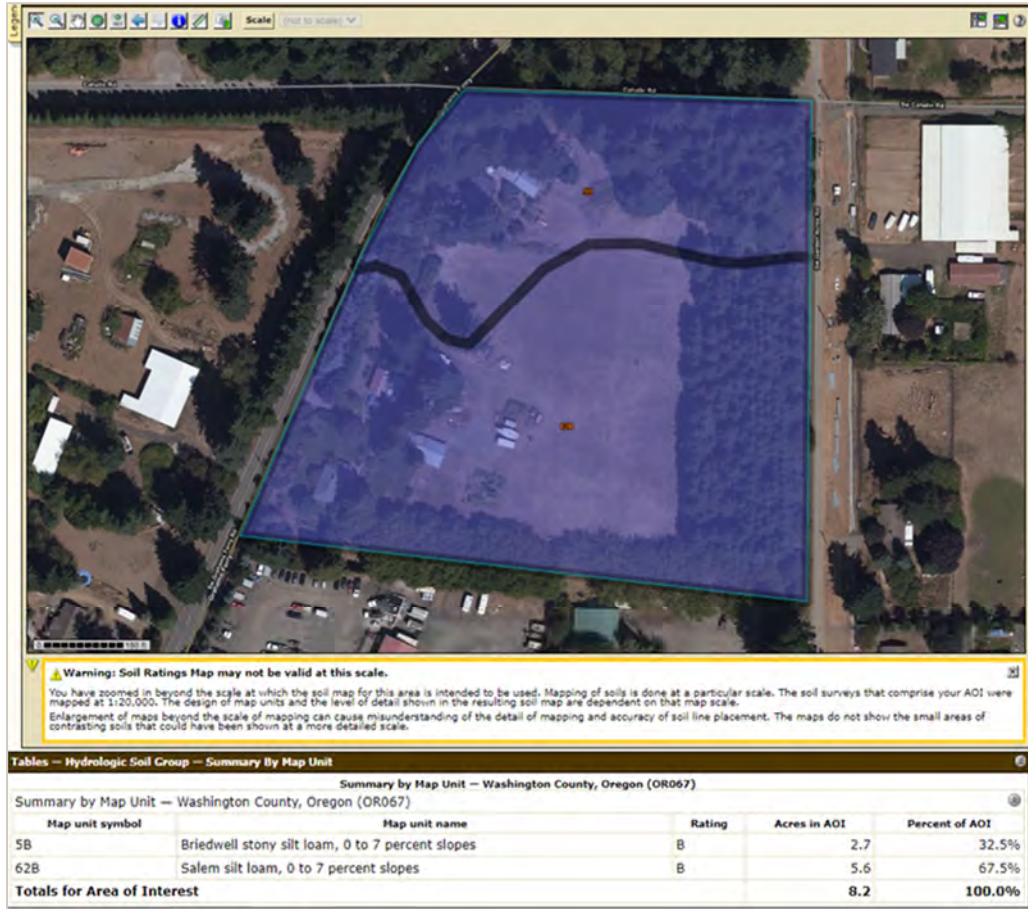 Legen
Scale (not to scale)
Warning: Soil Ratings Map may not be valid at this scale.
You have zoomed in beyond the scale at which the soil map for this area is intended to be used. Mapping of soils is done at a particular scale. The soil surveys that comprise your AOI were
mapped at 1:20,000. The design of map units and the level of detail shown in the resulting soil map are dependent on that map scale.
Enlargement of maps beyond the scale of mapping can cause misunderstanding of the detail of mapping and accuracy of soil line placement. The maps do not show the small areas of
contrasting soils that could have been shown at a more detailed scale.
Tables — Hydrologic Soil Group — Summary By Map Unit
Summary by Map Unit — Washington County, Oregon (OR067)
Summary by Map Unit — Washington County, Oregon (OR067)
Map unit symbol Map unit name Rating Acres in AOI Percent of AOI
5B Briedwell stony silt loam, 0 to 7 percent slopes B 2.7 32.5%
62B Salem silt loam, 0 to 7 percent slopes B 5.6 67.5%
Totals for Area of Interest 8.2 100.0%